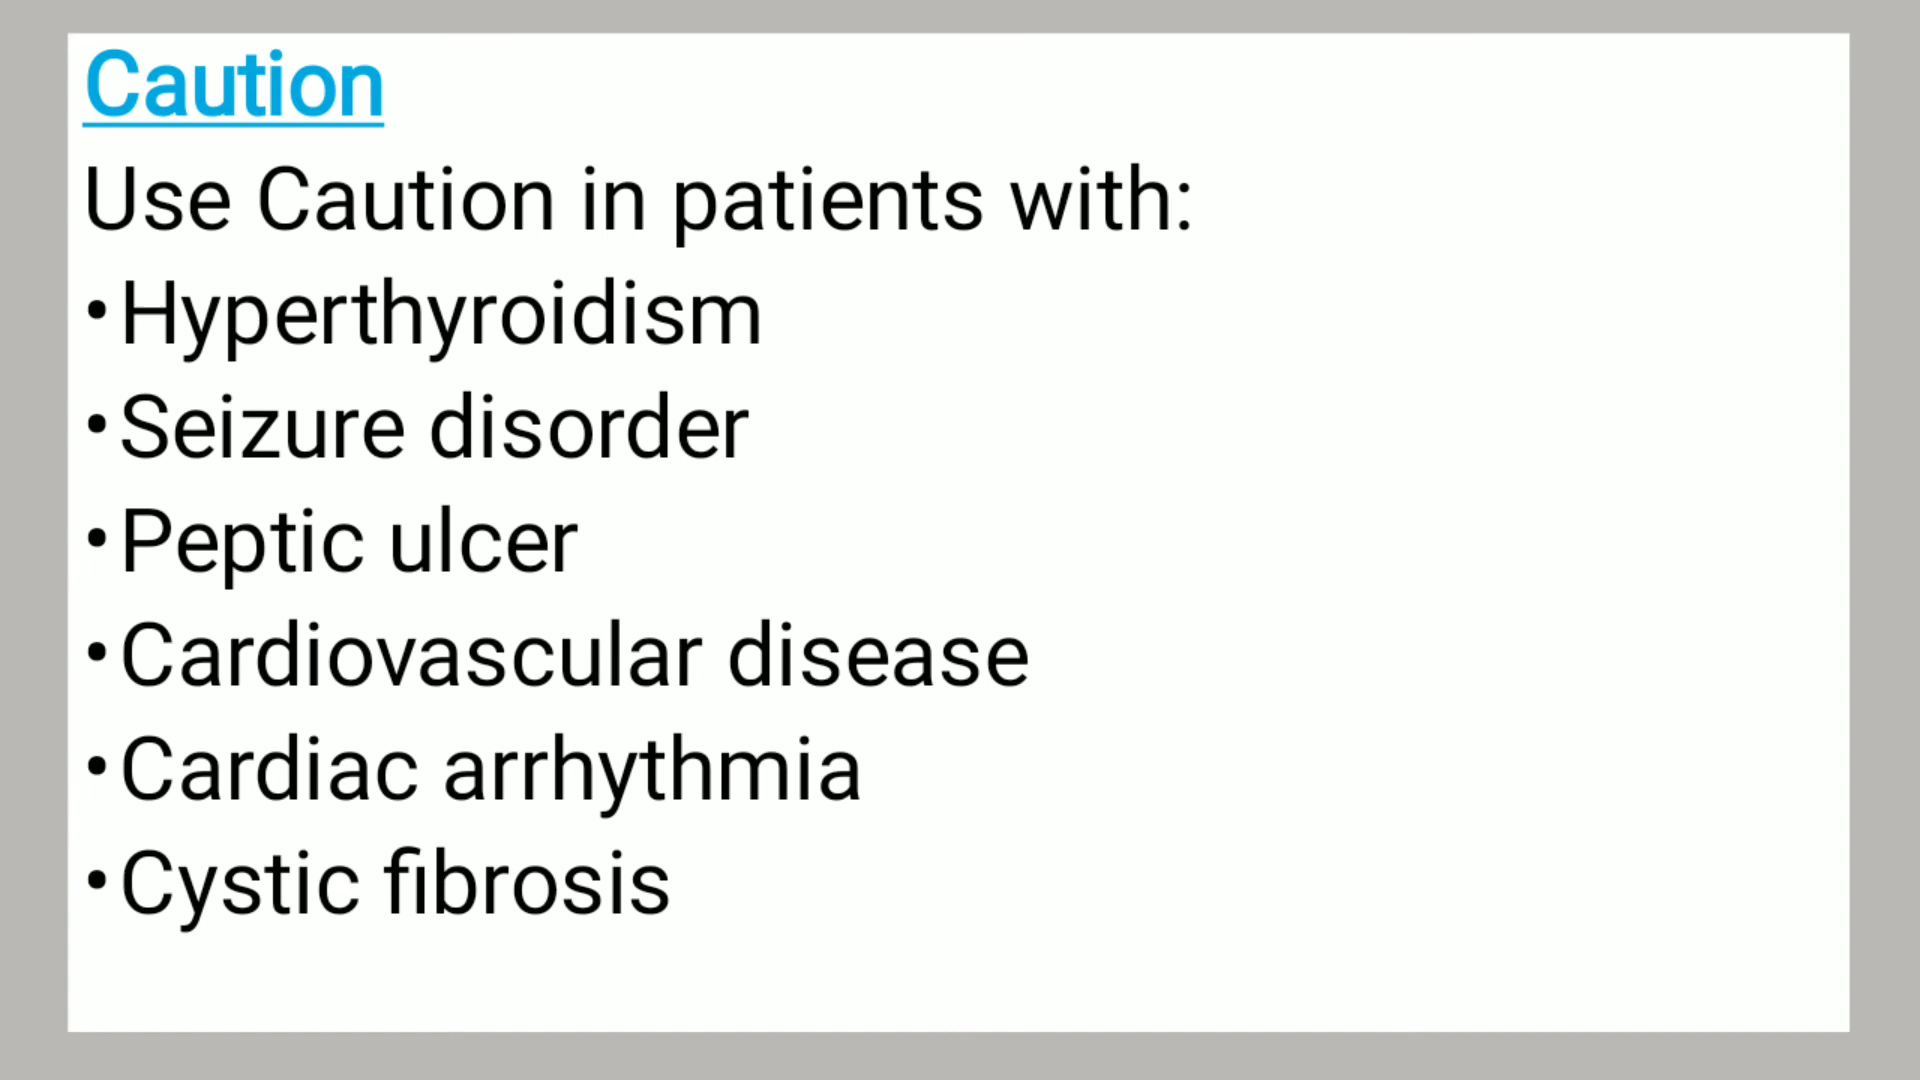 Caution
Use Caution in patients with:
•Hyperthyroidism
•Seizure disorder
•Peptic ulcer
•Cardiovascular disease
•Cardiac arrhythmia
•Cystic fibrosis